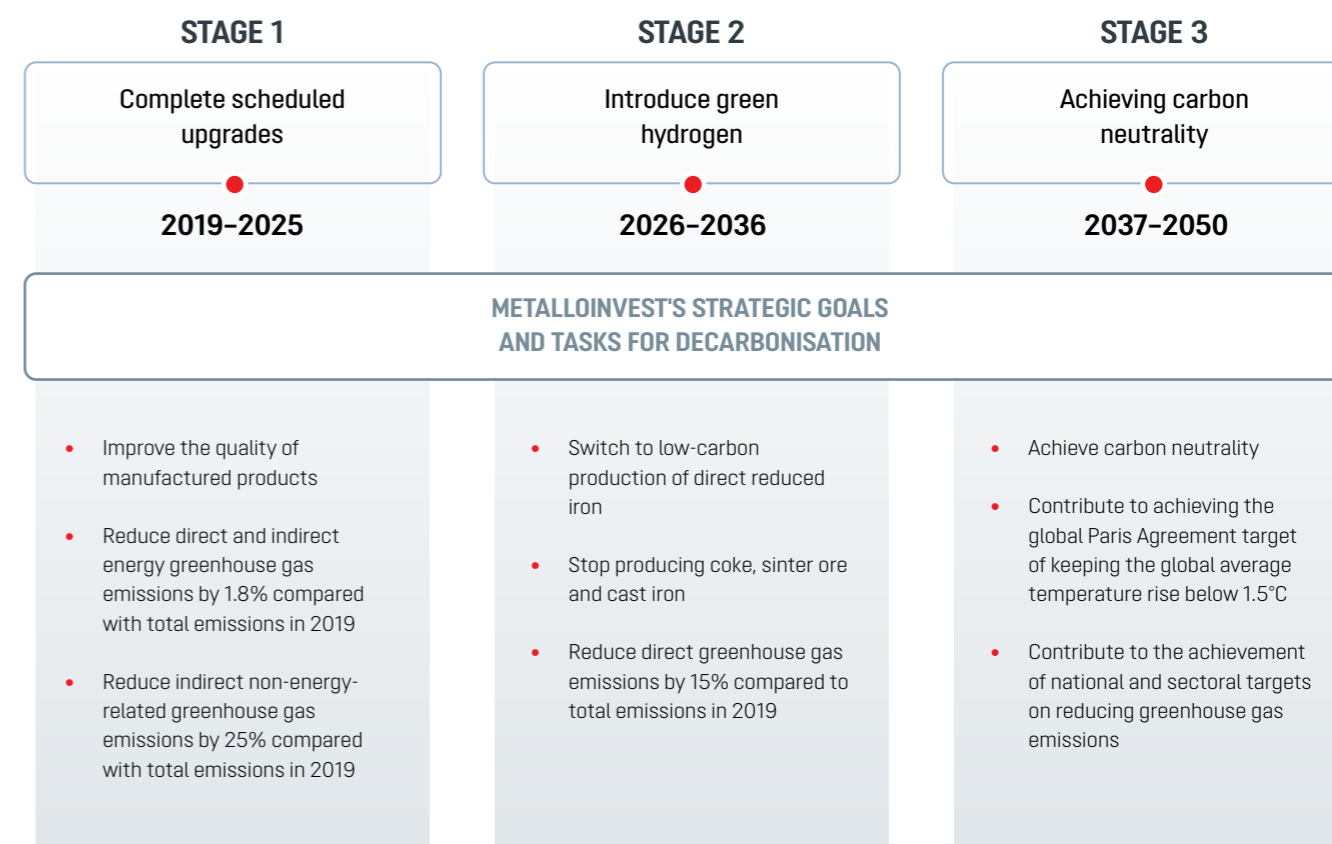 STAGE 1
Complete scheduled
upgrades
2019–2025
STAGE 2
Introduce green
hydrogen
2026–2036
STAGE 3
Achieving carbon
neutrality
2037–2050
METALLOINVEST'S STRATEGIC GOALS
AND TASKS FOR DECARBONISATION
• Improve the quality of
manufactured products
• Reduce direct and indirect
energy greenhouse gas
emissions by 1.8% compared
with total emissions in 2019
• Reduce indirect non-energy-
related greenhouse gas
emissions by 25% compared
with total emissions in 2019
• Switch to low-carbon
production of direct reduced
iron
• Stop producing coke, sinter ore
and cast iron
• Reduce direct greenhouse gas
emissions by 15% compared to
total emissions in 2019
• Achieve carbon neutrality
• Contribute to achieving the
global Paris Agreement target
of keeping the global average
temperature rise below 1.5°C
• Contribute to the achievement
of national and sectoral targets
on reducing greenhouse gas
emissions